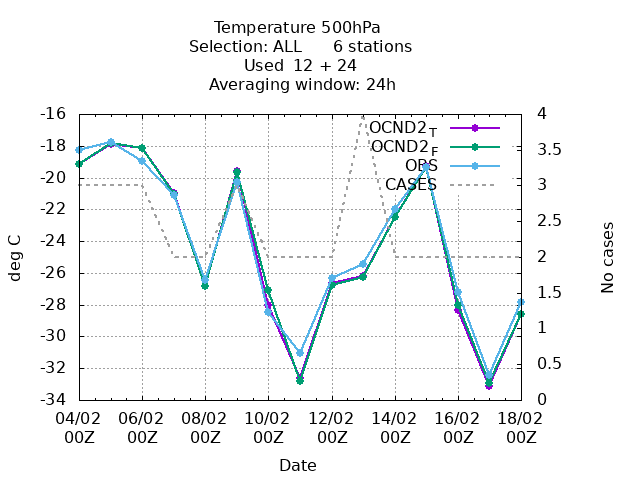 Temperature 500hPa
Selection: ALL      6 stations
Used  12 + 24
Averaging window: 24h
-16
-18
-20
-22
-24
-26
-28
-30
-32
-34
deg C
4
3.5
3
2.5
2
1.5
1
0.5
0
No cases
OCND2T
OCND2F
OBS
CASES
04/02 06/02 08/02 10/02 12/02 14/02 16/02 18/02
00Z 00Z 00Z 00Z 00Z 00Z 00Z 00Z
Date